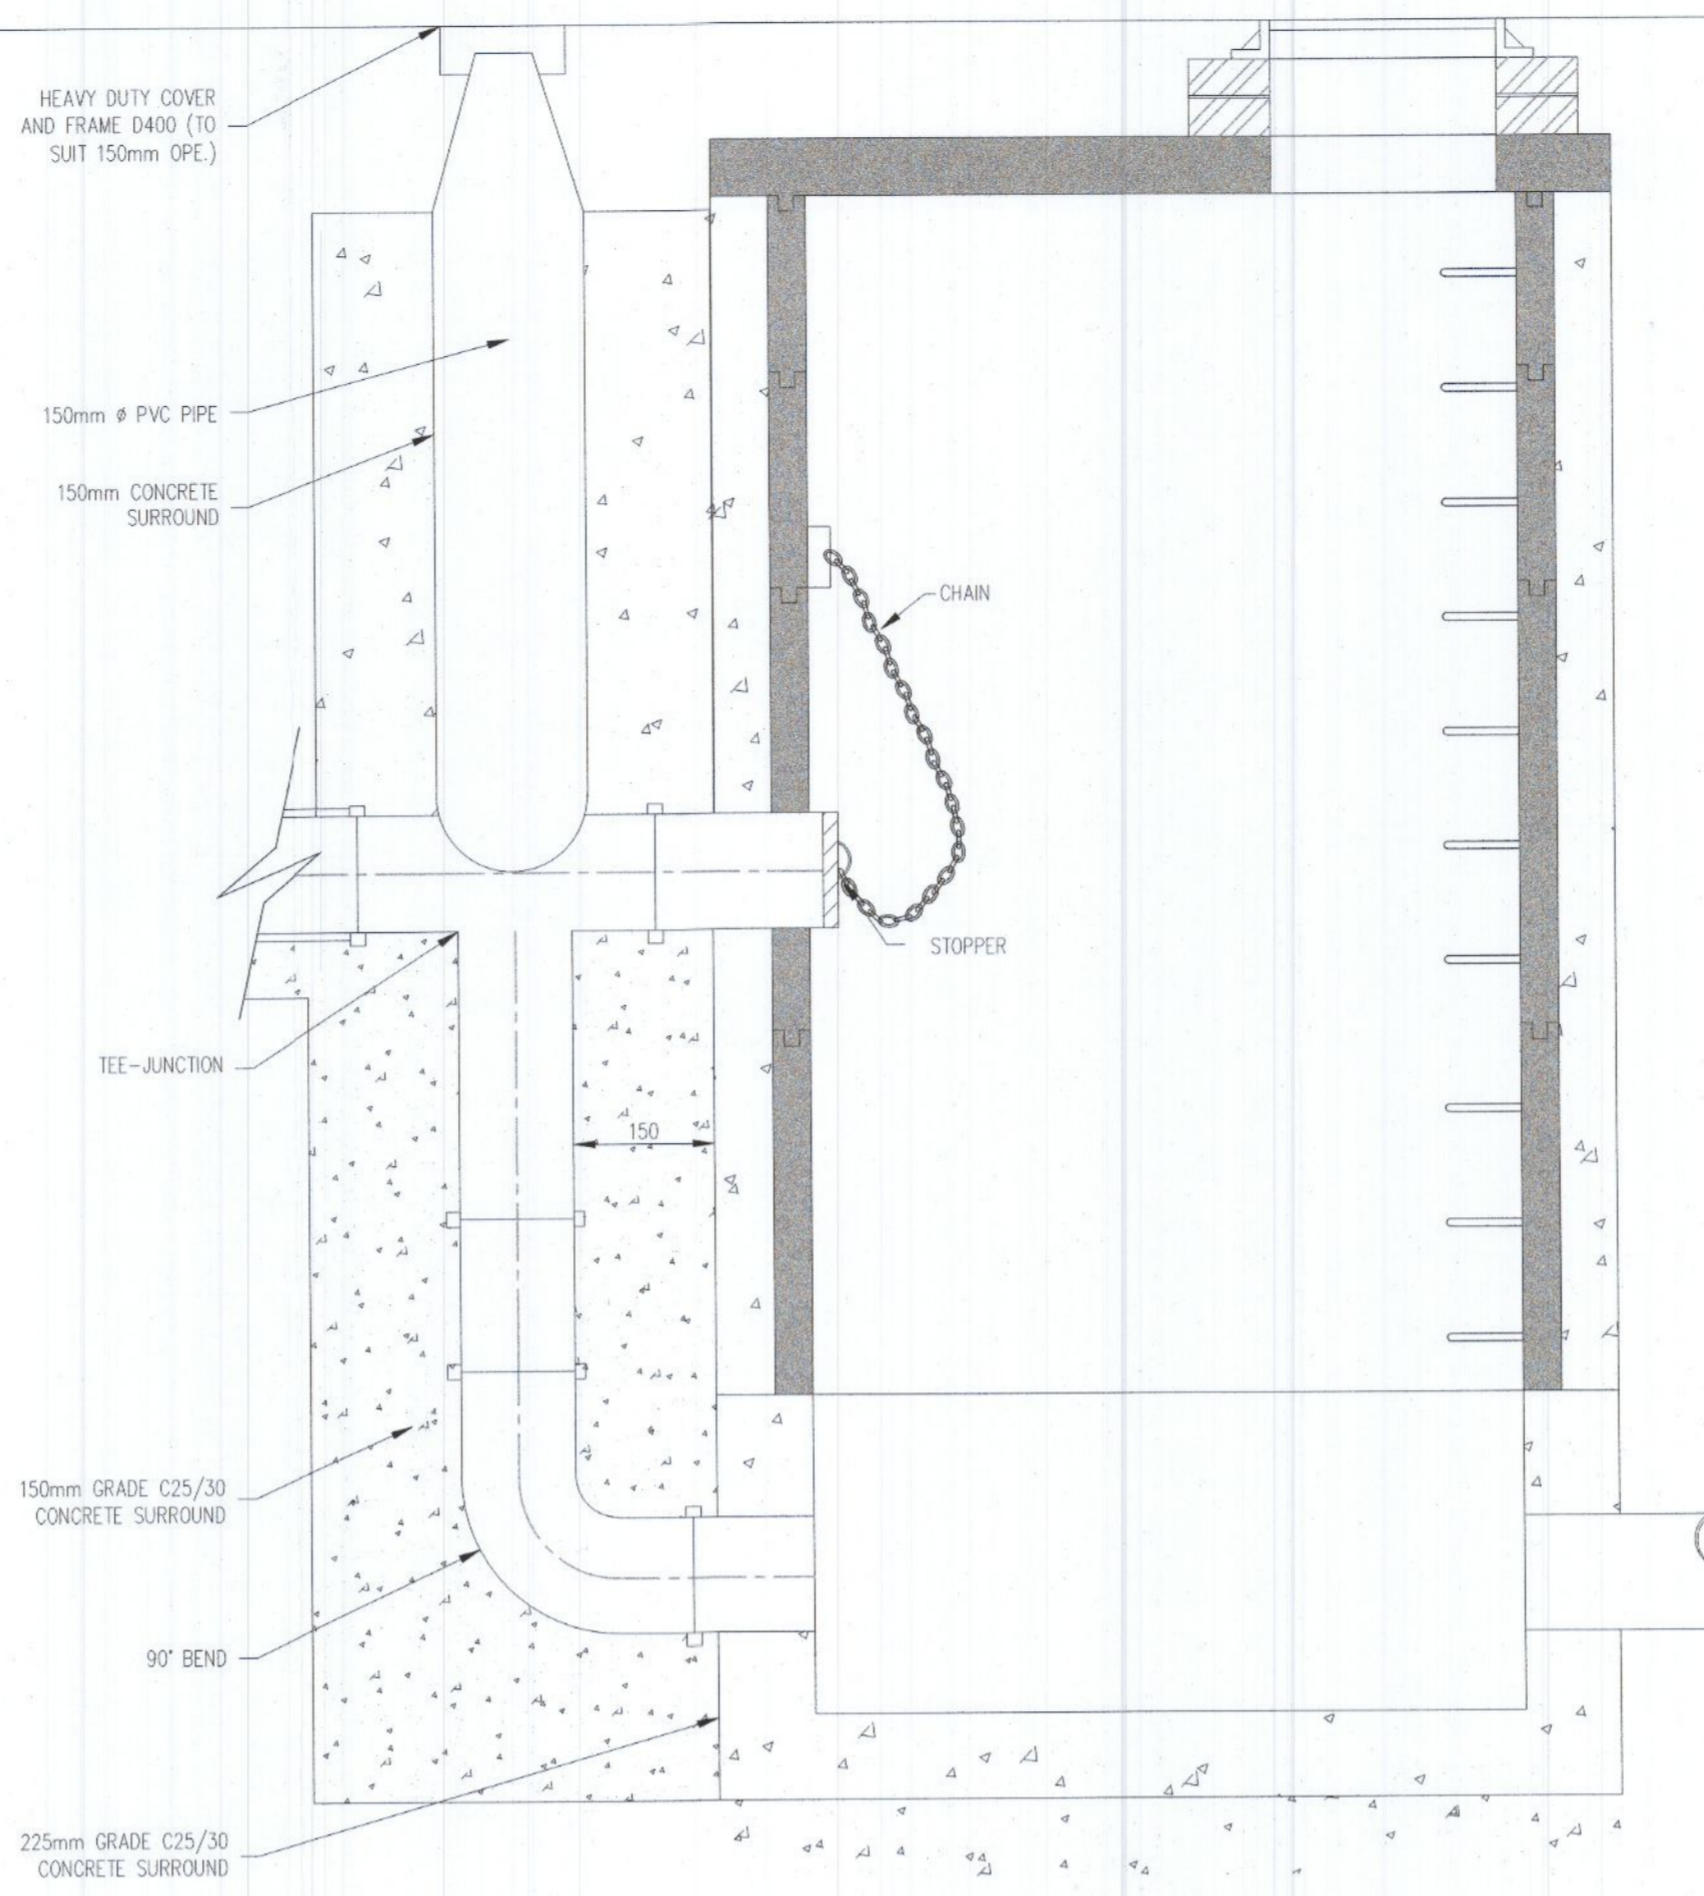 HEAVY DUTY COVER
AND FRAME D400 (TO
SUIT 150mm OPE.)
150mm ø PVC PIPE
150mm CONCRETE
SURROUND
CHAIN
STOPPER
TEE-JUNCTION
150
150mm GRADE C25/30
CONCRETE SURROUND
90° BEND
225mm GRADE C25/30
CONCRETE SURROUND